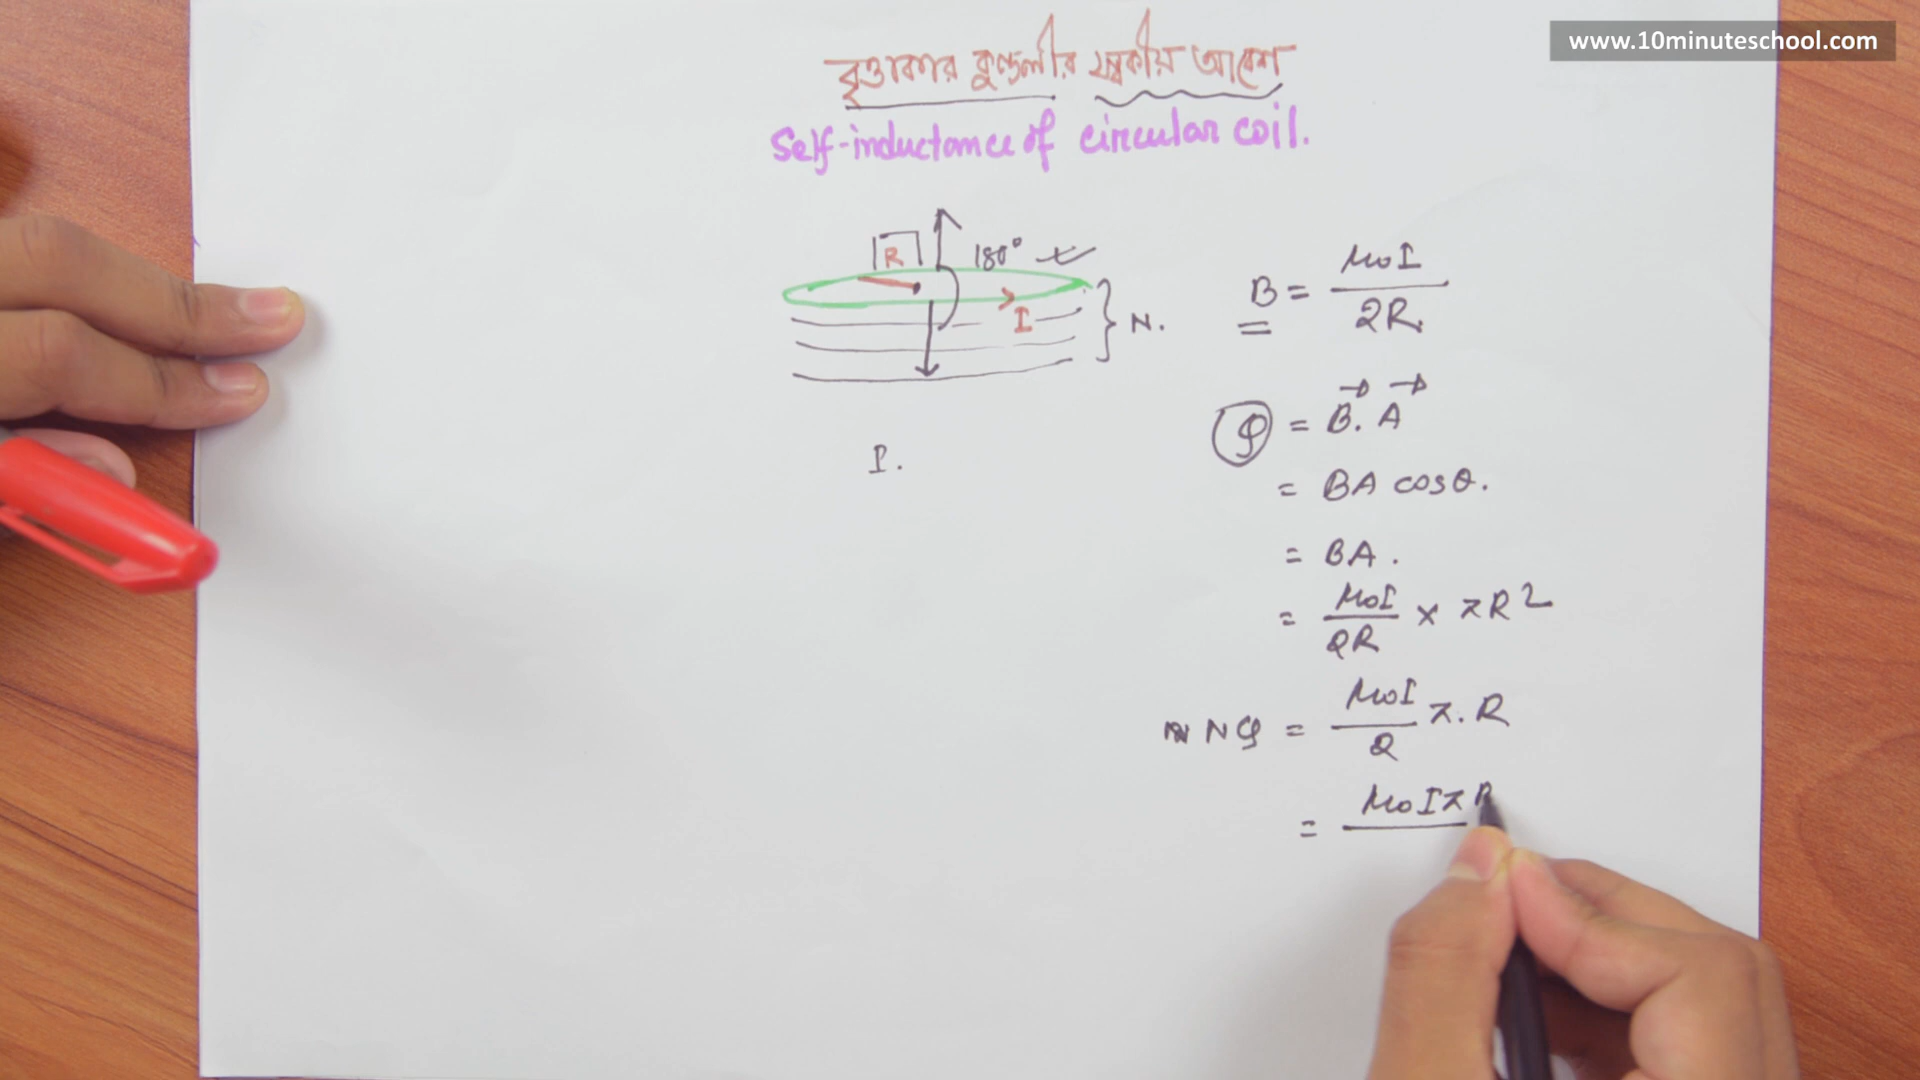 www.10minuteschool.com
বৃত্তাকার কুণ্ডলীর স্বকীয় আবেশ
Self-inductance of circular coil.
R 180°
I
N.
I.
B = μ₀I / 2R
φ = B⃗ . A⃗
= BA cosθ.
= BA .
= μ₀I / 2R × πR²
Nφ = μ₀I / 2 π. R
= μ₀IπR